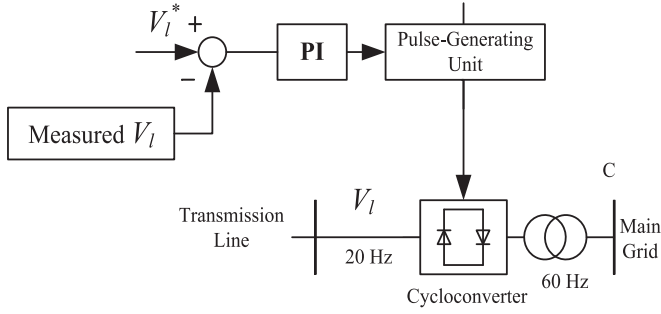 V_l^* +
PI
Pulse-Generating
Unit
−
Measured V_l
C
Transmission
Line
V_l
20 Hz
Cycloconverter
60 Hz
Main
Grid